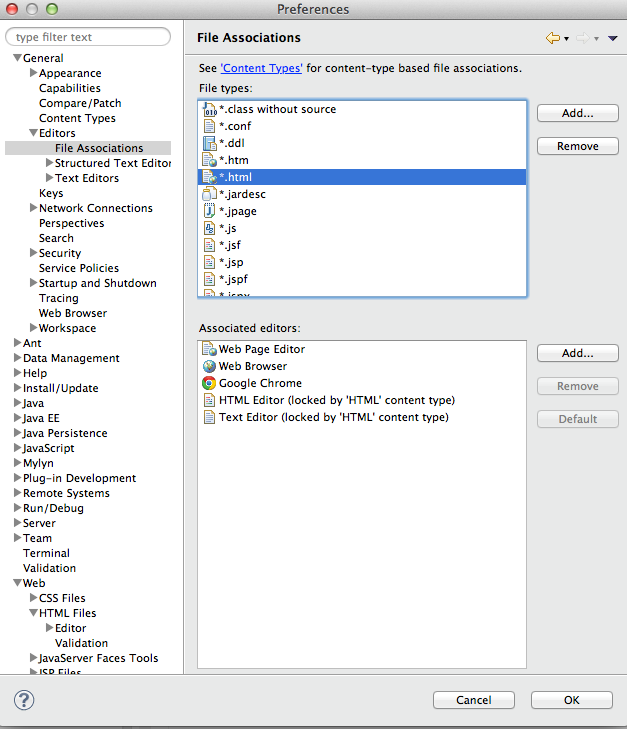 Preferences
type filter text
General
Appearance
Capabilities
Compare/Patch
Content Types
Editors
File Associations
Structured Text Editor
Text Editors
Keys
Network Connections
Perspectives
Search
Security
Service Policies
Startup and Shutdown
Tracing
Web Browser
Workspace
Ant
Data Management
Help
Install/Update
Java
Java EE
Java Persistence
JavaScript
Mylyn
Plug-in Development
Remote Systems
Run/Debug
Server
Team
Terminal
Validation
Web
CSS Files
HTML Files
Editor
Validation
JavaServer Faces Tools
JSP Files
File Associations
See 'Content Types' for content-type based file associations.
File types:
*.class without source
*.conf
*.ddl
*.htm
*.html
*.jardesc
*.jpage
*.js
*.jsf
*.jsp
*.jspf
*.jspx
Add...
Remove
Associated editors:
Web Page Editor
Web Browser
Google Chrome
HTML Editor (locked by 'HTML' content type)
Text Editor (locked by 'HTML' content type)
Add...
Remove
Default
?
Cancel
OK